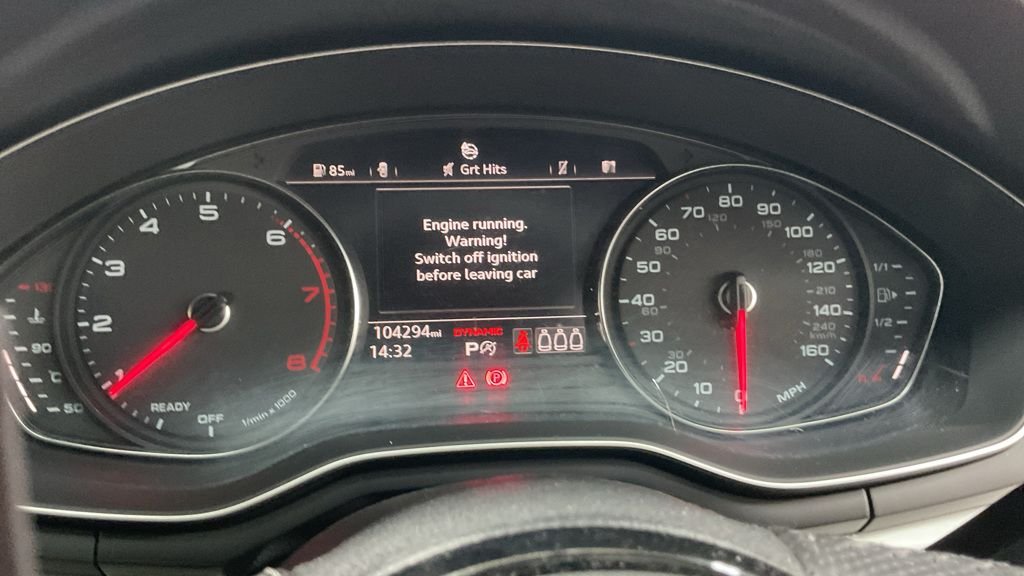 85mi
Grt Hits
Engine running.
Warning!
Switch off ignition
before leaving car
104294mi
DYNAMIC
14:32
P
P
READY
OFF
1/min x 1000
2
3
4
5
6
7
8
90
50
0
10
20
30
40
50
60
70
80
90
100
120
140
160
MPH
30
60
90
120
150
180
210
240
km/h
1/1
1/2